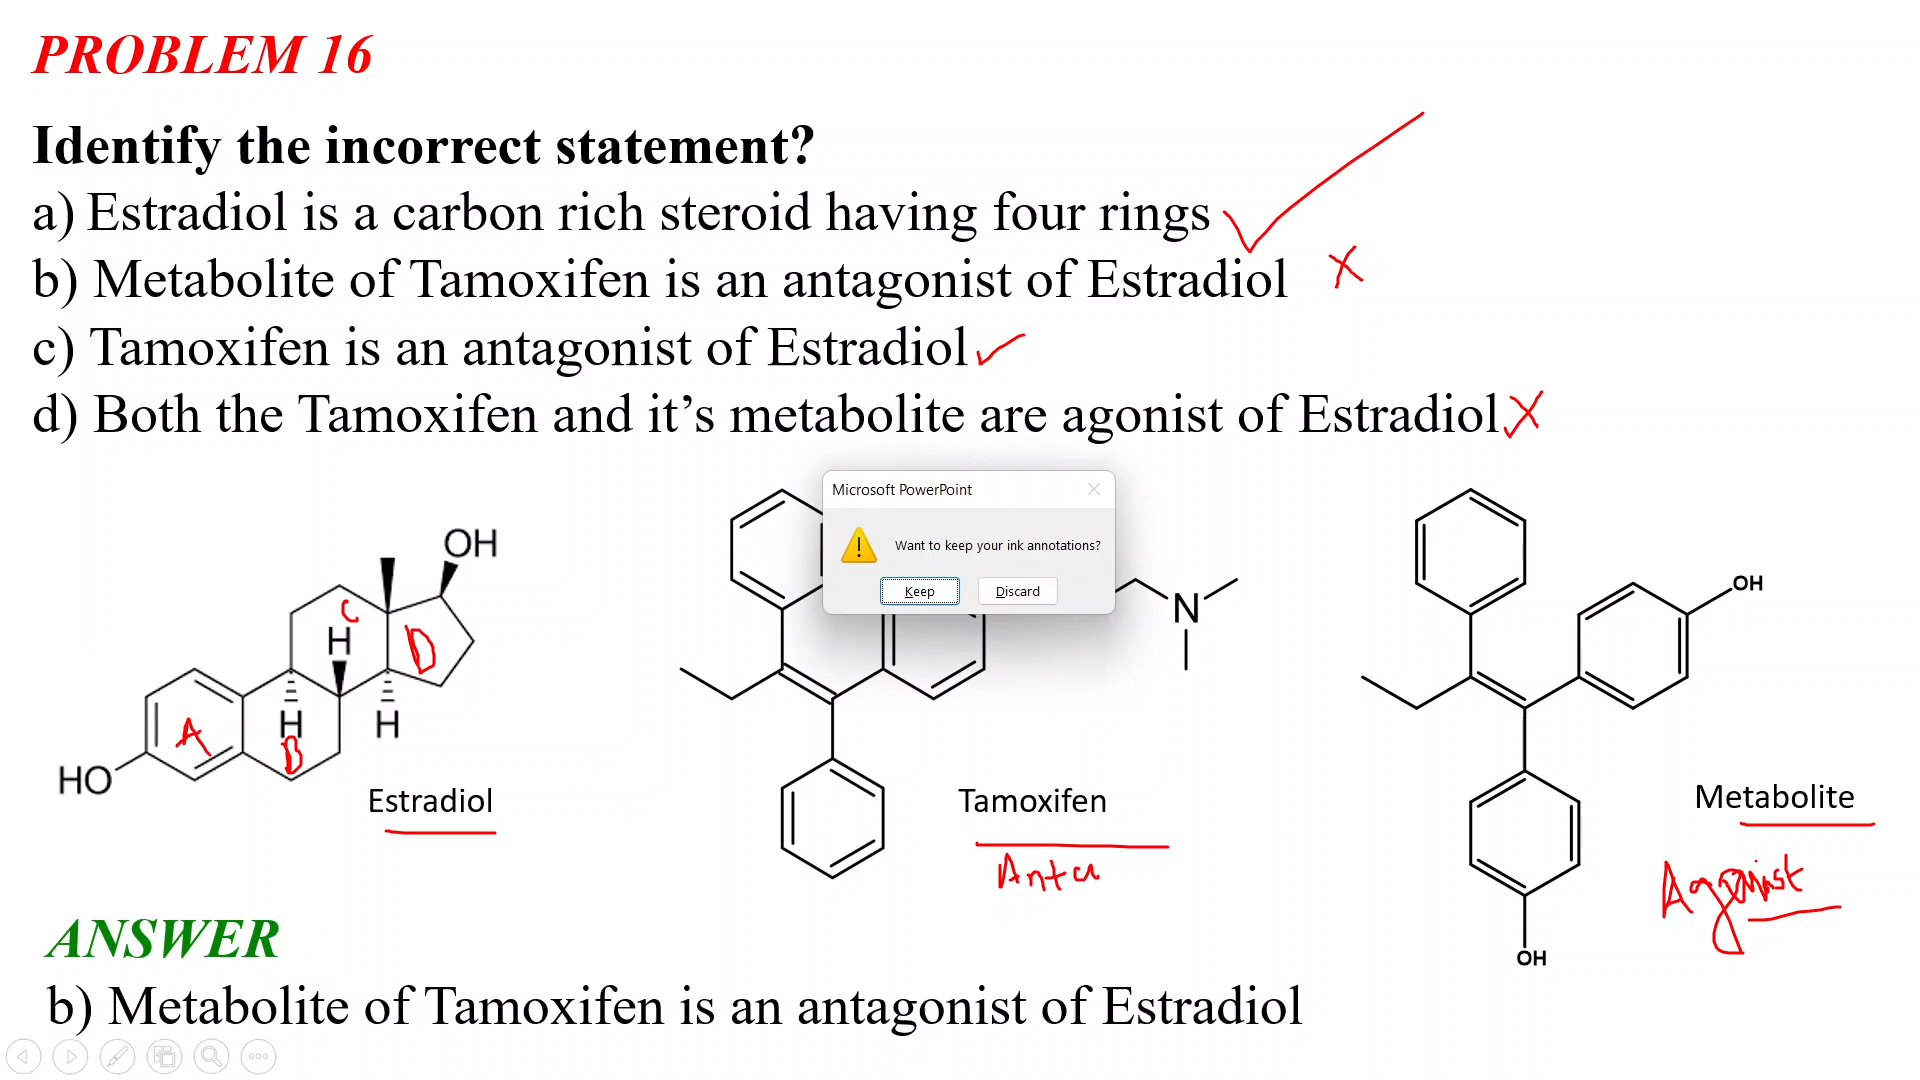 PROBLEM 16
Identify the incorrect statement?
a) Estradiol is a carbon rich steroid having four rings
b) Metabolite of Tamoxifen is an antagonist of Estradiol
c) Tamoxifen is an antagonist of Estradiol
d) Both the Tamoxifen and it’s metabolite are agonist of Estradiol
Microsoft PowerPoint
Want to keep your ink annotations?
Keep
Discard
OH
C
H
D
H
H
A
B
HO
Estradiol
N
Tamoxifen
Anta
OH
OH
Metabolite
Agonist
ANSWER
b) Metabolite of Tamoxifen is an antagonist of Estradiol